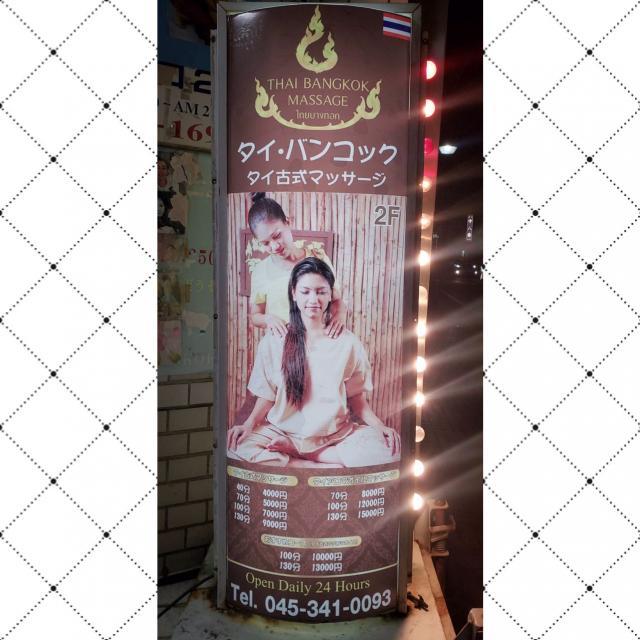 THAI BANGKOK
MASSAGE
ไทยบางกอก
タイ・バンコック
タイ古式マッサージ
2F
60分 4000円
70分 5000円
100分 7000円
130分 9000円
70分 8000円
100分 12000円
130分 15000円
100分 10000円
130分 13000円
Open Daily 24 Hours
Tel. 045-341-0093